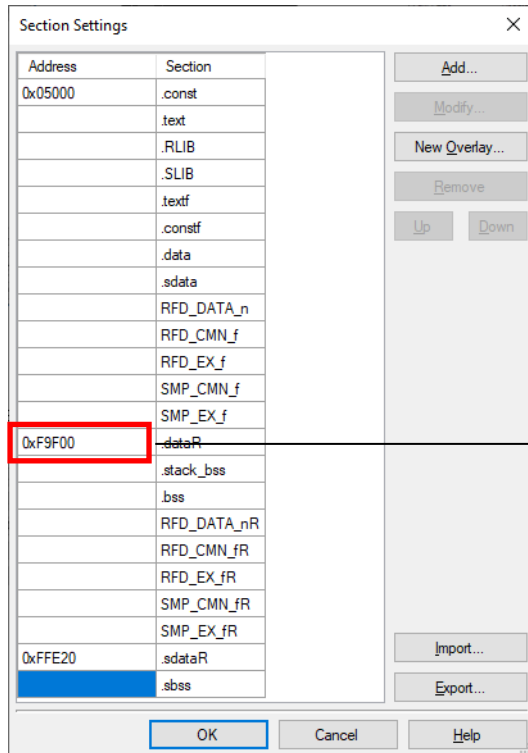 Section Settings
Address Section
0x05000 .const
.text
.RLIB
.SLIB
.textf
.constf
.data
.sdata
RFD_DATA_n
RFD_CMN_f
RFD_EX_f
SMP_CMN_f
SMP_EX_f
0xF9F00 .dataR
.stack_bss
.bss
RFD_DATA_nR
RFD_CMN_fR
RFD_EX_fR
SMP_CMN_fR
SMP_EX_fR
0xFFE20 .sdataR
.sbss
Add...
Modify...
New Overlay...
Remove
Up Down
Import...
Export...
OK Cancel Help